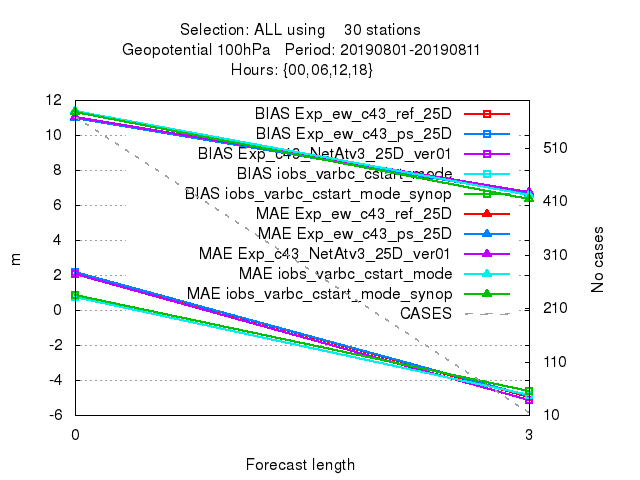 Selection: ALL using    30 stations
Geopotential 100hPa   Period: 20190801-20190811
Hours: {00,06,12,18}
12
10
8
6
4
2
0
-2
-4
-6
m
BIAS Exp_ew_c43_ref_25D
BIAS Exp_ew_c43_ps_25D
BIAS Exp_c43_NetAtv3_25D_ver01
BIAS iobs_varbc_cstart_mode
BIAS iobs_varbc_cstart_mode_synop
MAE Exp_ew_c43_ref_25D
MAE Exp_ew_c43_ps_25D
MAE Exp_c43_NetAtv3_25D_ver01
MAE iobs_varbc_cstart_mode
MAE iobs_varbc_cstart_mode_synop
CASES
510
410
310
210
110
10
No cases
0
3
Forecast length